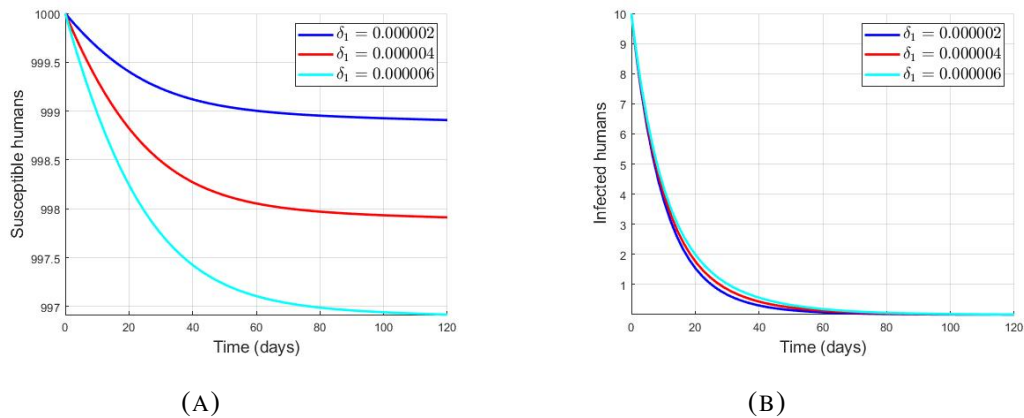 1000
999.5
999
998.5
998
997.5
997
Susceptible humans
0
20
40
60
80
100
120
Time (days)
δ₁ = 0.000002
δ₁ = 0.000004
δ₁ = 0.000006
(A)
10
9
8
7
6
5
4
3
2
1
Infected humans
0
20
40
60
80
100
120
Time (days)
δ₁ = 0.000002
δ₁ = 0.000004
δ₁ = 0.000006
(B)